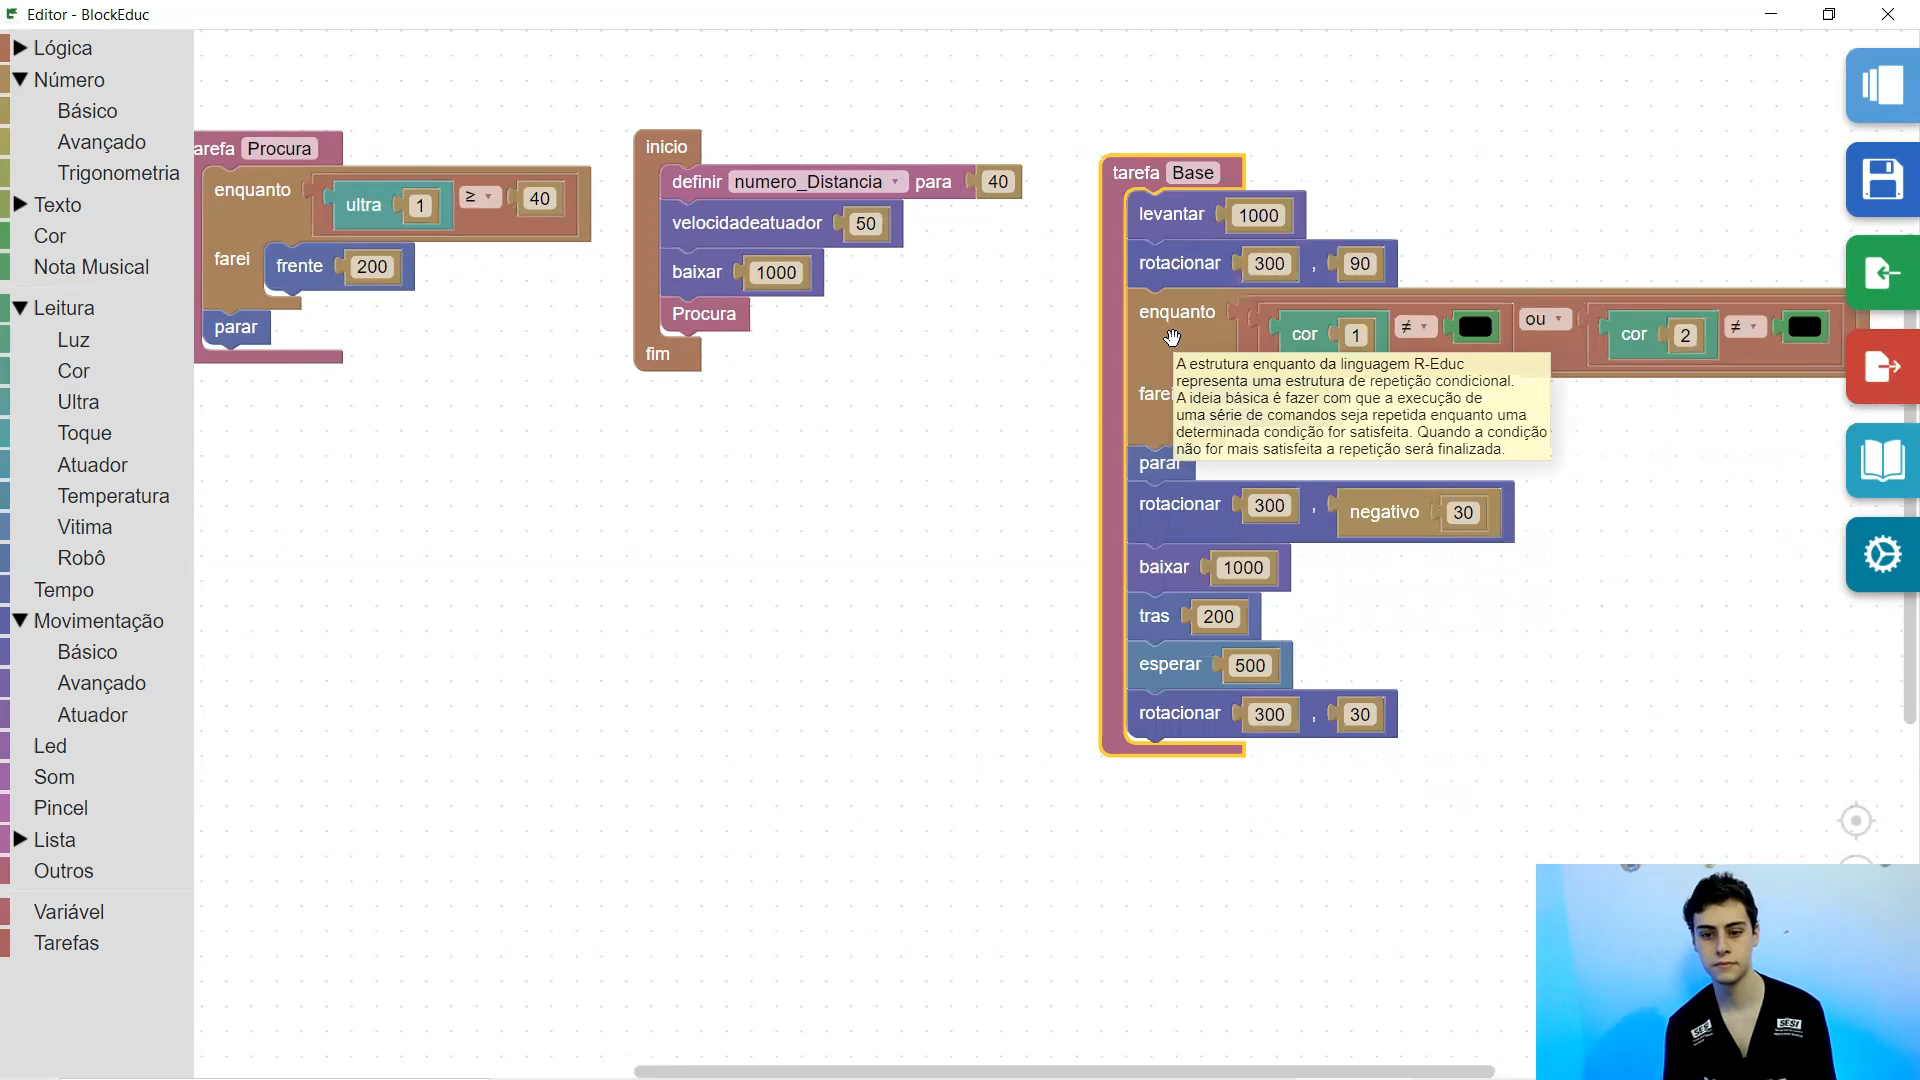 Editor - BlockEduc
Lógica
Número
Básico
Avançado
Trigonometria
Texto
Cor
Nota Musical
Leitura
Luz
Cor
Ultra
Toque
Atuador
Temperatura
Vitima
Robô
Tempo
Movimentação
Básico
Avançado
Atuador
Led
Som
Pincel
Lista
Outros
Variável
Tarefas
arefa Procura
enquanto ultra 1 ≥ 40
farei frente 200
parar
inicio
definir numero_Distancia para 40
velocidadeatuador 50
baixar 1000
Procura
fim
tarefa Base
levantar 1000
rotacionar 300 , 90
enquanto cor 1 ≠ ou cor 2 ≠
farei
A estrutura enquanto da linguagem R-Educ
representa uma estrutura de repetição condicional.
A ideia básica é fazer com que a execução de
uma série de comandos seja repetida enquanto uma
determinada condição for satisfeita. Quando a condição
não for mais satisfeita a repetição será finalizada.
parar
rotacionar 300 , negativo 30
baixar 1000
tras 200
esperar 500
rotacionar 300 , 30
SESI
SESI